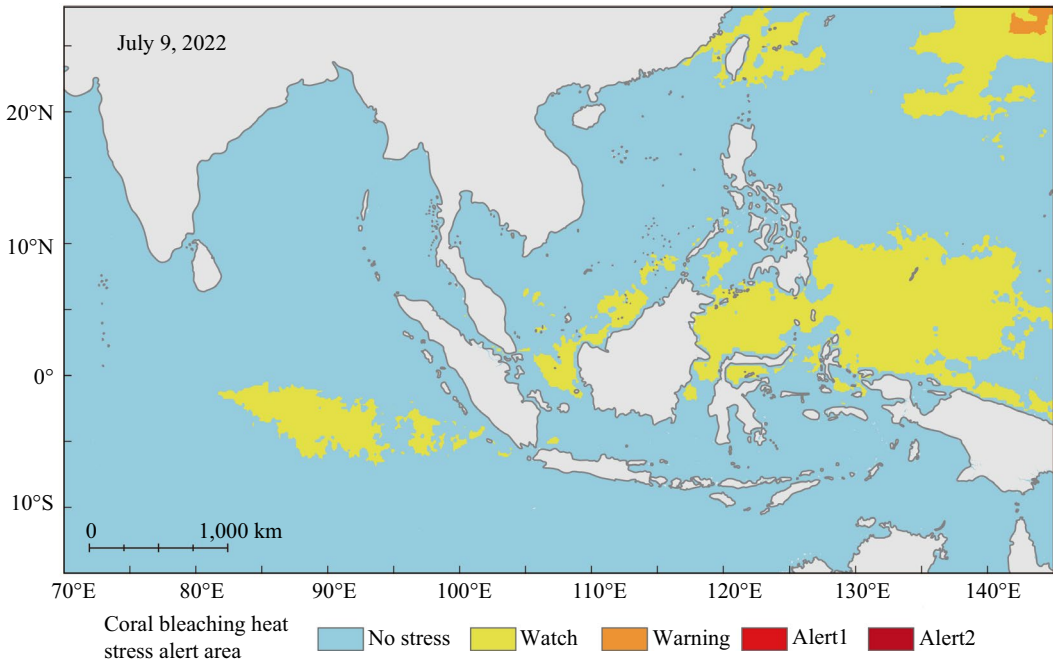 July 9, 2022
20°N
10°N
0°
10°S
0 1,000 km
70°E 80°E 90°E 100°E 110°E 120°E 130°E 140°E
Coral bleaching heat
stress alert area
No stress Watch Warning Alert1 Alert2